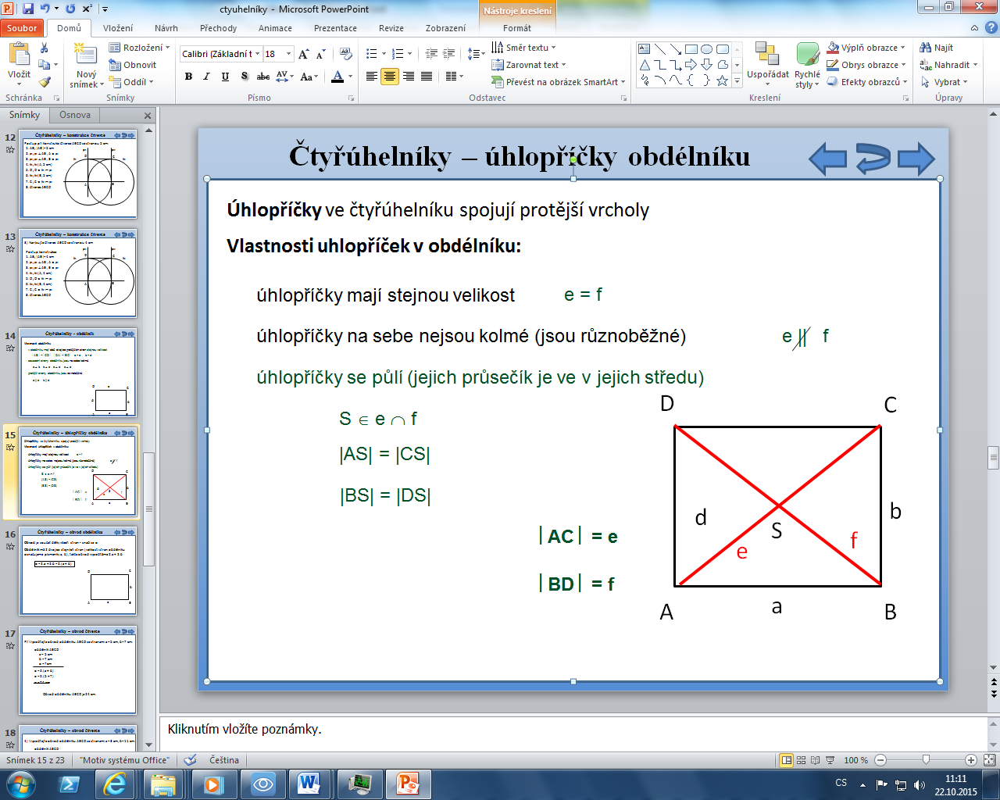 ctyuhelníky - Microsoft PowerPoint
Nástroje kreslení
Soubor Domů Vložení Návrh Přechody Animace Prezentace Revize Zobrazení Formát
Vložit
Nový snímek
Rozložení
Obnovit
Oddíl
Calibri (Základní t 18
Směr textu
Zarovnat text
Převést na obrázek SmartArt
Uspořádat
Rychlé styly
Výplň obrazce
Obrys obrazce
Efekty obrazců
Najít
Nahradit
Vybrat
Schránka Snímky Písmo Odstavec Kreslení Úpravy
Snímky Osnova
12
Čtyřúhelníky – konstrukce čtverce
13
Čtyřúhelníky – konstrukce čtverce
14
Čtyřúhelníky - obdélník
15
Čtyřúhelníky – úhlopříčky obdélníku
16
Čtyřúhelníky – obvod obdélníku
17
Čtyřúhelníky – obvod čtverce
18
Čtyřúhelníky – obvod čtverce
Čtyřúhelníky – úhlopříčky obdélníku
Úhlopříčky ve čtyřúhelníku spojují protější vrcholy
Vlastnosti uhlopříček v obdélníku:
úhlopříčky mají stejnou velikost e = f
úhlopříčky na sebe nejsou kolmé (jsou různoběžné) e ∦ f
úhlopříčky se půlí (jejich průsečík je ve v jejich středu)
S ∈ e ∩ f
|AS| = |CS|
|BS| = |DS|
|AC| = e
|BD| = f
D C
d S b
e f
A a B
Kliknutím vložíte poznámky.
Snímek 15 z 23 "Motiv systému Office" Čeština 100 %
CS 11:11
22.10.2015